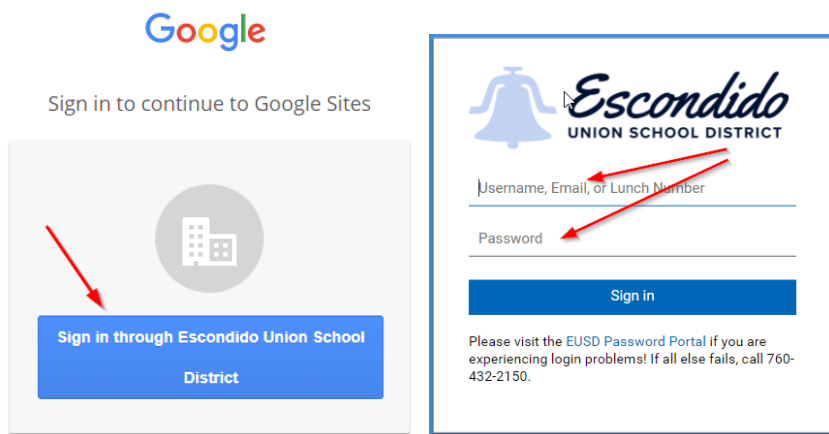 Google
Sign in to continue to Google Sites
Sign in through Escondido Union School
District
Escondido
UNION SCHOOL DISTRICT
Username, Email, or Lunch Number
Password
Sign in
Please visit the EUSD Password Portal if you are
experiencing login problems! If all else fails, call 760-
432-2150.